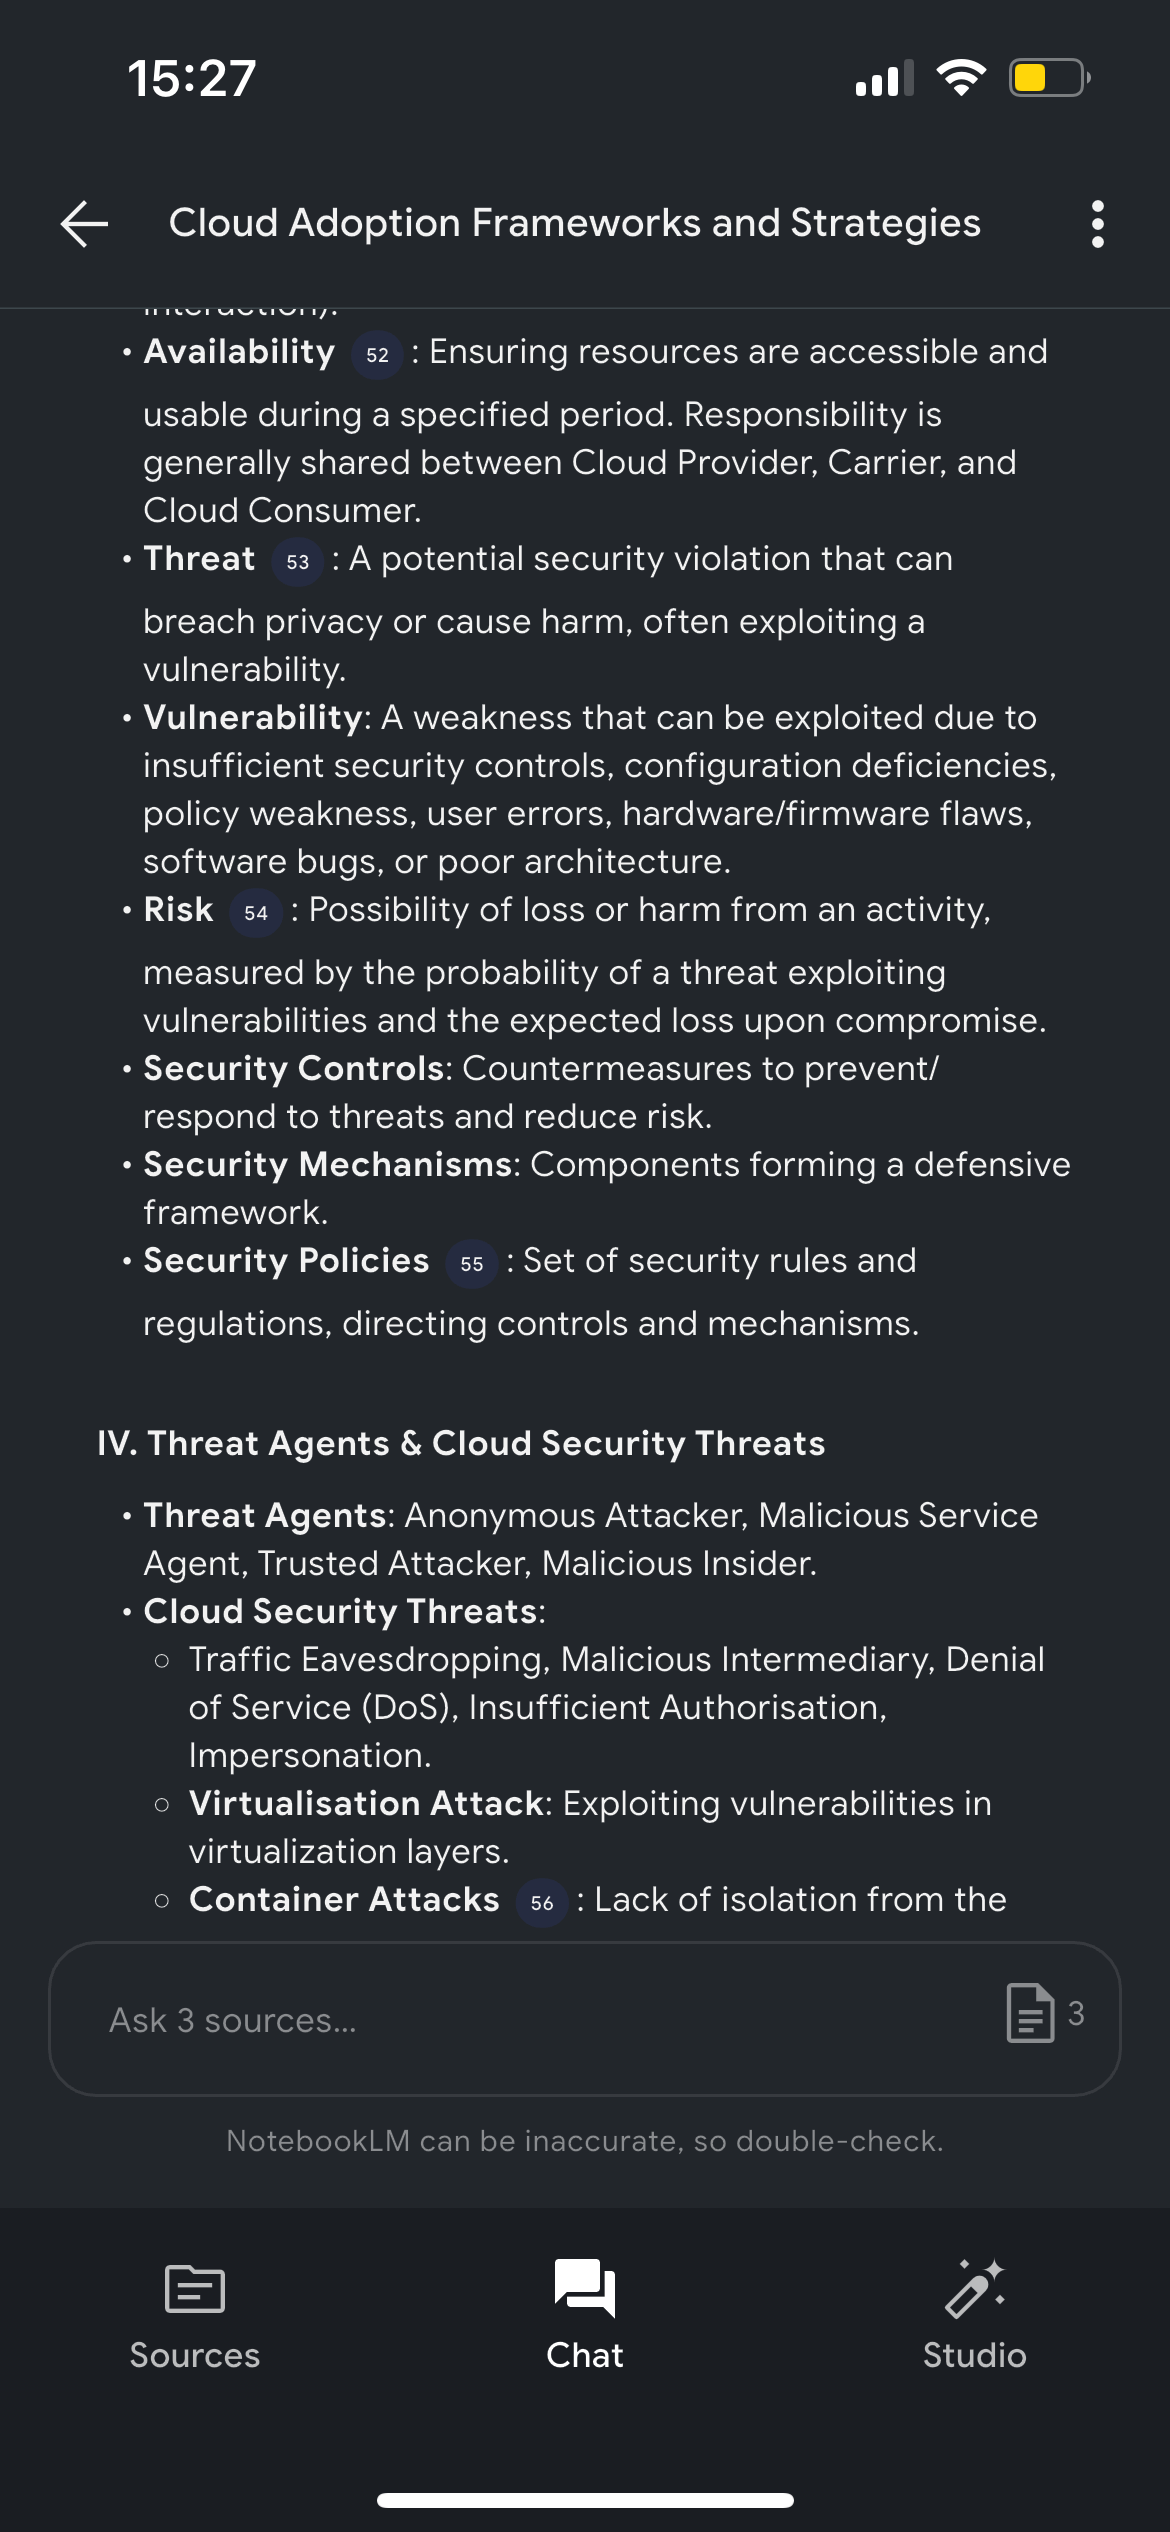 15:27
Cloud Adoption Frameworks and Strategies
interaction).
• Availability 52 : Ensuring resources are accessible and
usable during a specified period. Responsibility is
generally shared between Cloud Provider, Carrier, and
Cloud Consumer.
• Threat 53 : A potential security violation that can
breach privacy or cause harm, often exploiting a
vulnerability.
• Vulnerability: A weakness that can be exploited due to
insufficient security controls, configuration deficiencies,
policy weakness, user errors, hardware/firmware flaws,
software bugs, or poor architecture.
• Risk 54 : Possibility of loss or harm from an activity,
measured by the probability of a threat exploiting
vulnerabilities and the expected loss upon compromise.
• Security Controls: Countermeasures to prevent/
respond to threats and reduce risk.
• Security Mechanisms: Components forming a defensive
framework.
• Security Policies 55 : Set of security rules and
regulations, directing controls and mechanisms.
IV. Threat Agents & Cloud Security Threats
• Threat Agents: Anonymous Attacker, Malicious Service
Agent, Trusted Attacker, Malicious Insider.
• Cloud Security Threats:
○ Traffic Eavesdropping, Malicious Intermediary, Denial
of Service (DoS), Insufficient Authorisation,
Impersonation.
○ Virtualisation Attack: Exploiting vulnerabilities in
virtualization layers.
○ Container Attacks 56 : Lack of isolation from the
Ask 3 sources...
3
NotebookLM can be inaccurate, so double-check.
Sources
Chat
Studio